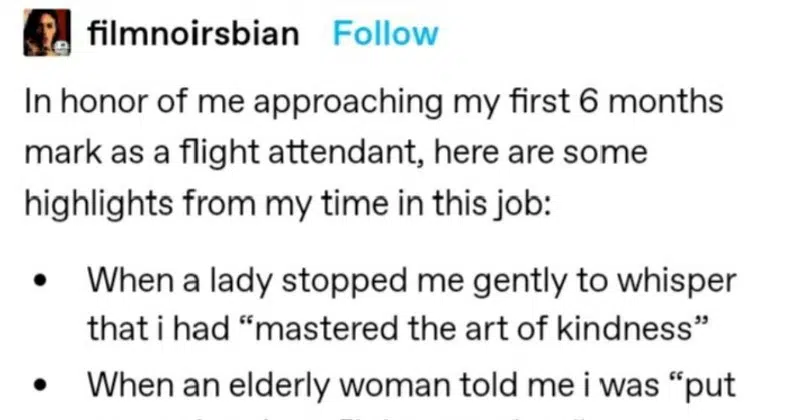 filmnoirsbian Follow
In honor of me approaching my first 6 months
mark as a flight attendant, here are some
highlights from my time in this job:
• When a lady stopped me gently to whisper
that i had “mastered the art of kindness”
• When an elderly woman told me i was “put